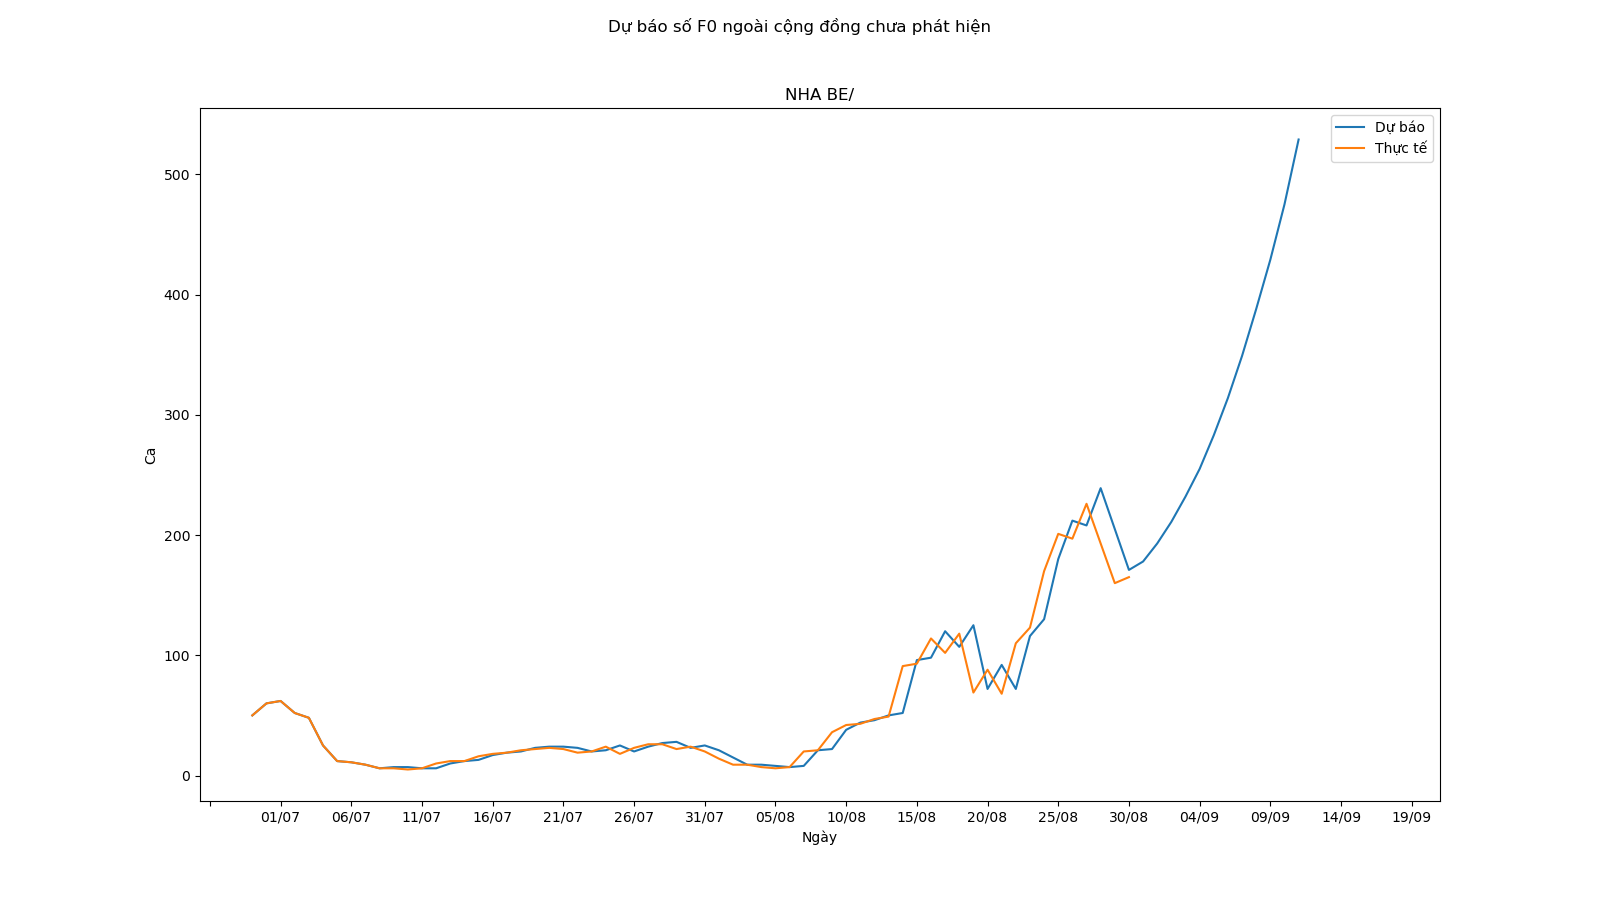 Dự báo số F0 ngoài cộng đồng chưa phát hiện
NHA BE/
Dự báo
Thực tế
500
400
300
200
100
0
Ca
01/07 06/07 11/07 16/07 21/07 26/07 31/07 05/08 10/08 15/08 20/08 25/08 30/08 04/09 09/09 14/09 19/09
Ngày